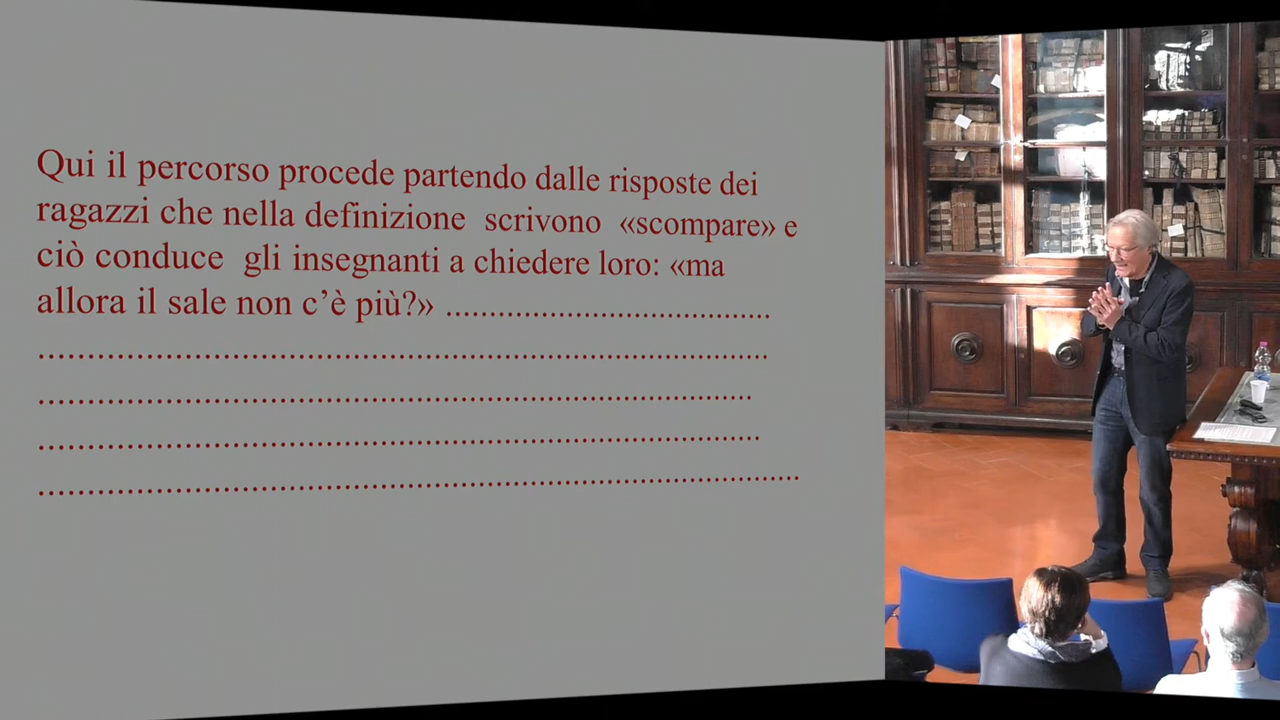 Qui il percorso procede partendo dalle risposte dei
ragazzi che nella definizione scrivono «scompare» e
ciò conduce gli insegnanti a chiedere loro: «ma
allora il sale non c’è più?» .....................................
......................................................................................
....................................................................................
.....................................................................................
..........................................................................................